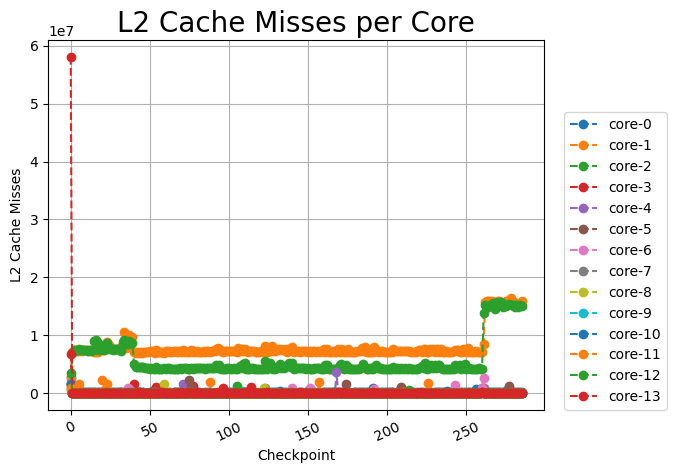 L2 Cache Misses per Core
1e7
6
5
4
3
2
1
0
L2 Cache Misses
0
50
100
150
200
250
Checkpoint
core-0
core-1
core-2
core-3
core-4
core-5
core-6
core-7
core-8
core-9
core-10
core-11
core-12
core-13